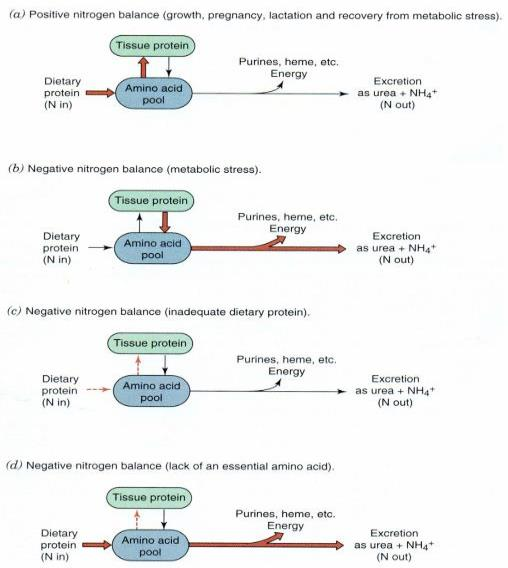 (a) Positive nitrogen balance (growth, pregnancy, lactation and recovery from metabolic stress).
Tissue protein
Purines, heme, etc.
Energy
Dietary
protein
(N in)
Amino acid
pool
Excretion
as urea + NH4+
(N out)
(b) Negative nitrogen balance (metabolic stress).
Tissue protein
Purines, heme, etc.
Energy
Dietary
protein
(N in)
Amino acid
pool
Excretion
as urea + NH4+
(N out)
(c) Negative nitrogen balance (inadequate dietary protein).
Tissue protein
Purines, heme, etc.
Energy
Dietary
protein
(N in)
Amino acid
pool
Excretion
as urea + NH4+
(N out)
(d) Negative nitrogen balance (lack of an essential amino acid).
Tissue protein
Purines, heme, etc.
Energy
Dietary
protein
(N in)
Amino acid
pool
Excretion
as urea + NH4+
(N out)